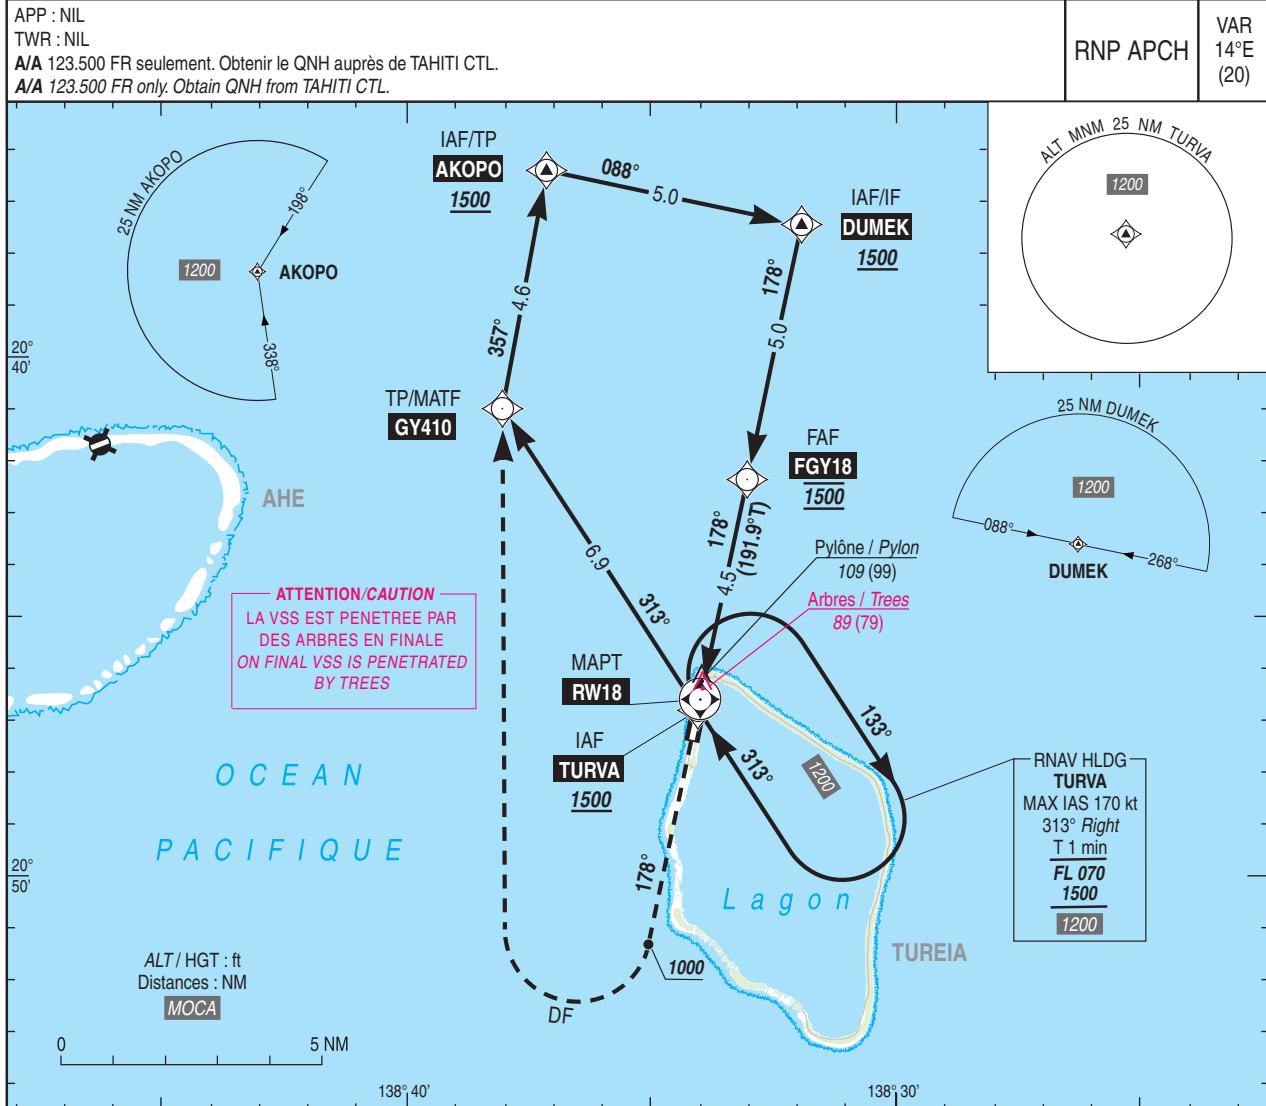 APP : NIL
TWR : NIL
A/A 123.500 FR seulement. Obtenir le QNH auprès de TAHITI CTL.
A/A 123.500 FR only. Obtain QNH from TAHITI CTL.
RNP APCH
VAR
14°E
(20)
ALT MNM 25 NM TURVA
1200
25 NM AKOPO
198°
1200
AKOPO
338°
IAF/TP
AKOPO
1500
088°
5.0
IAF/IF
DUMEK
1500
178°
5.0
357°
4.6
20°
40'
TP/MATF
GY410
25 NM DUMEK
1200
088°
268°
DUMEK
FAF
FGY18
1500
178°
(191.9°T)
4.5
AHE
6.9
313°
Pylône / Pylon
109 (99)
Arbres / Trees
89 (79)
ATTENTION/CAUTION
LA VSS EST PENETREE PAR
DES ARBRES EN FINALE
ON FINAL VSS IS PENETRATED
BY TREES
MAPT
RW18
IAF
TURVA
1500
133°
313°
1200
RNAV HLDG
TURVA
MAX IAS 170 kt
313° Right
T 1 min
FL 070
1500
1200
OCEAN
PACIFIQUE
20°
50'
178°
Lagon
TUREIA
1000
DF
ALT / HGT : ft
Distances : NM
MOCA
0 5 NM
138° 40'
138° 30'